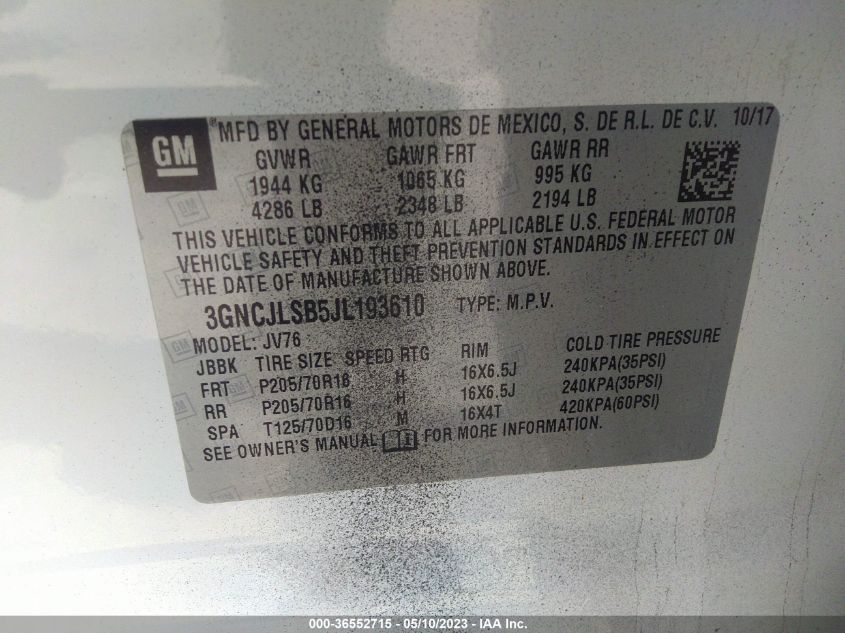 GM ® MFD BY GENERAL MOTORS DE MEXICO, S. DE R.L. DE C.V. 10/17
GVWR GAWR FRT GAWR RR
1944 KG 1065 KG 995 KG
4286 LB 2348 LB 2194 LB
THIS VEHICLE CONFORMS TO ALL APPLICABLE U.S. FEDERAL MOTOR
VEHICLE SAFETY AND THEFT PREVENTION STANDARDS IN EFFECT ON
THE DATE OF MANUFACTURE SHOWN ABOVE.
3GNCJLSB5JL193610 TYPE: M.P.V.
MODEL: JV76
JBBK TIRE SIZE SPEED RTG RIM COLD TIRE PRESSURE
FRT P205/70R16 H 16X6.5J 240KPA(35PSI)
RR P205/70R16 H 16X6.5J 240KPA(35PSI)
SPA T125/70D16 M 16X4T 420KPA(60PSI)
SEE OWNER'S MANUAL FOR MORE INFORMATION.
000-36552715 - 05/10/2023 - IAA Inc.